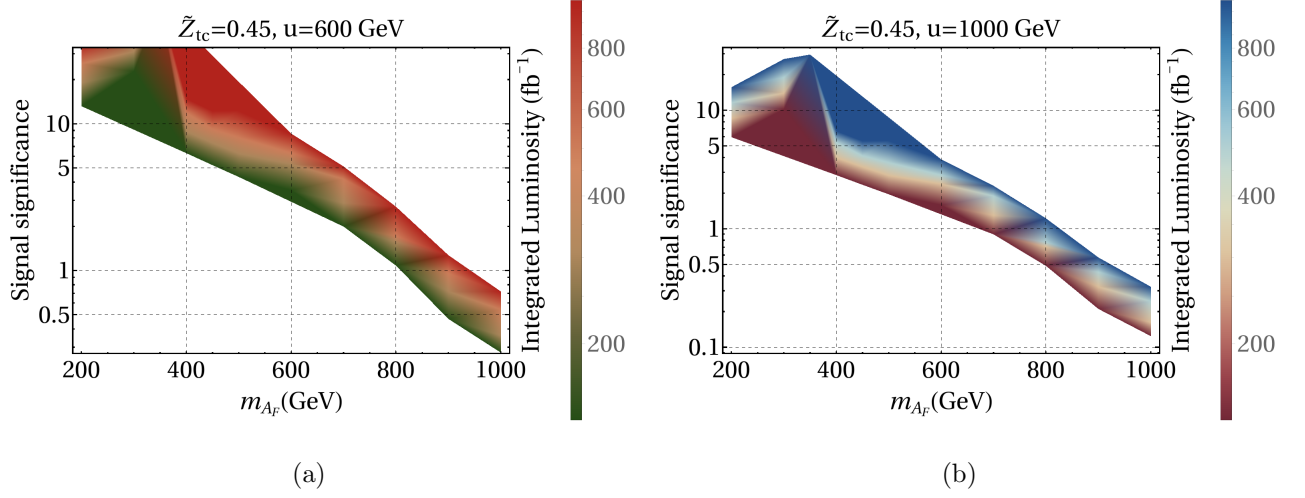 Z̃tc=0.45, u=600 GeV
Signal significance
10
5
1
0.5
200 400 600 800 1000
mAF(GeV)
Integrated Luminosity (fb−1)
800
600
400
200
(a)
Z̃tc=0.45, u=1000 GeV
Signal significance
10
5
1
0.5
0.1
200 400 600 800 1000
mAF(GeV)
Integrated Luminosity (fb−1)
800
600
400
200
(b)